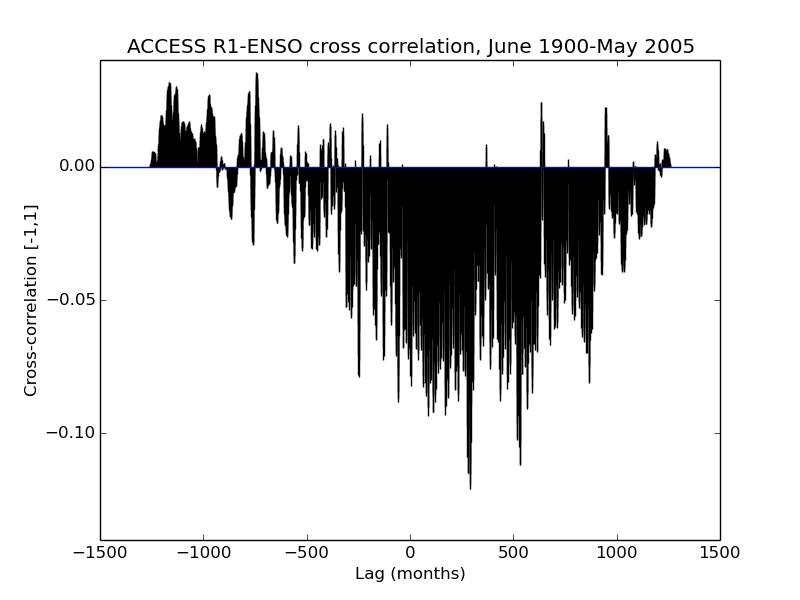 ACCESS R1-ENSO cross correlation, June 1900-May 2005
Cross-correlation [-1,1]
0.00
−0.05
−0.10
−1500 −1000 −500 0 500 1000 1500
Lag (months)